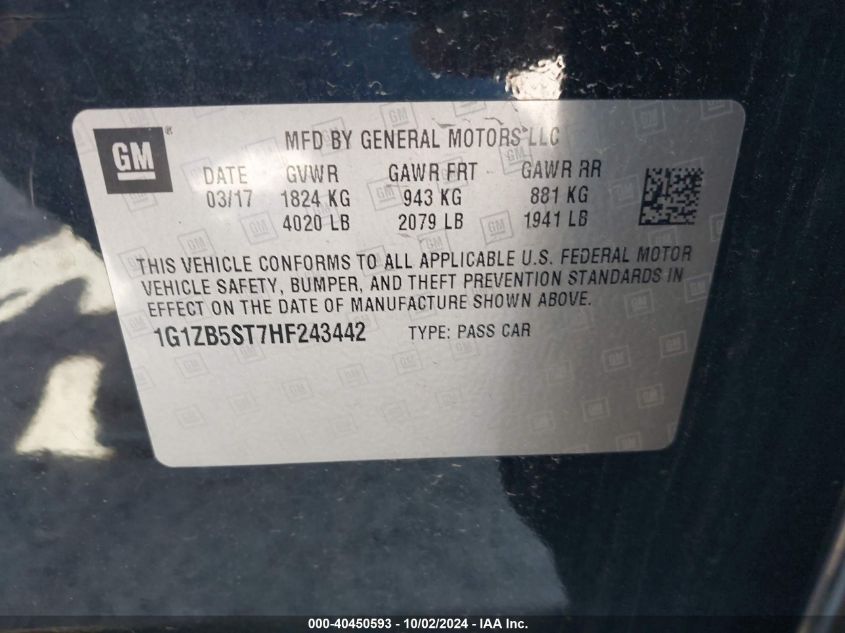 GM
MFD BY GENERAL MOTORS LLC
DATE GVWR GAWR FRT GAWR RR
03/17 1824 KG 943 KG 881 KG
4020 LB 2079 LB 1941 LB
THIS VEHICLE CONFORMS TO ALL APPLICABLE U.S. FEDERAL MOTOR
VEHICLE SAFETY, BUMPER, AND THEFT PREVENTION STANDARDS IN
EFFECT ON THE DATE OF MANUFACTURE SHOWN ABOVE.
1G1ZB5ST7HF243442 TYPE: PASS CAR
000-40450593 - 10/02/2024 - IAA Inc.